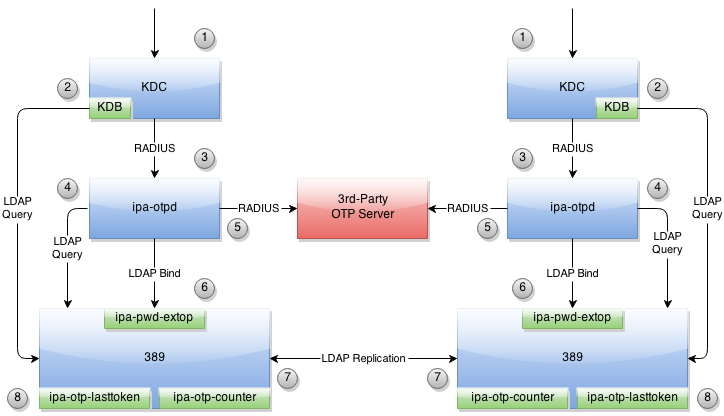 1
1
KDC
KDC
2
KDB
KDB
2
RADIUS
RADIUS
3
3
4
ipa-otpd
RADIUS
3rd-Party
OTP Server
RADIUS
ipa-otpd
4
LDAP
Query
LDAP
Query
5
5
LDAP
Query
LDAP
Query
LDAP Bind
LDAP Bind
6
6
ipa-pwd-extop
ipa-pwd-extop
389
LDAP Replication
389
7
7
8
ipa-otp-lasttoken
ipa-otp-counter
ipa-otp-counter
ipa-otp-lasttoken
8